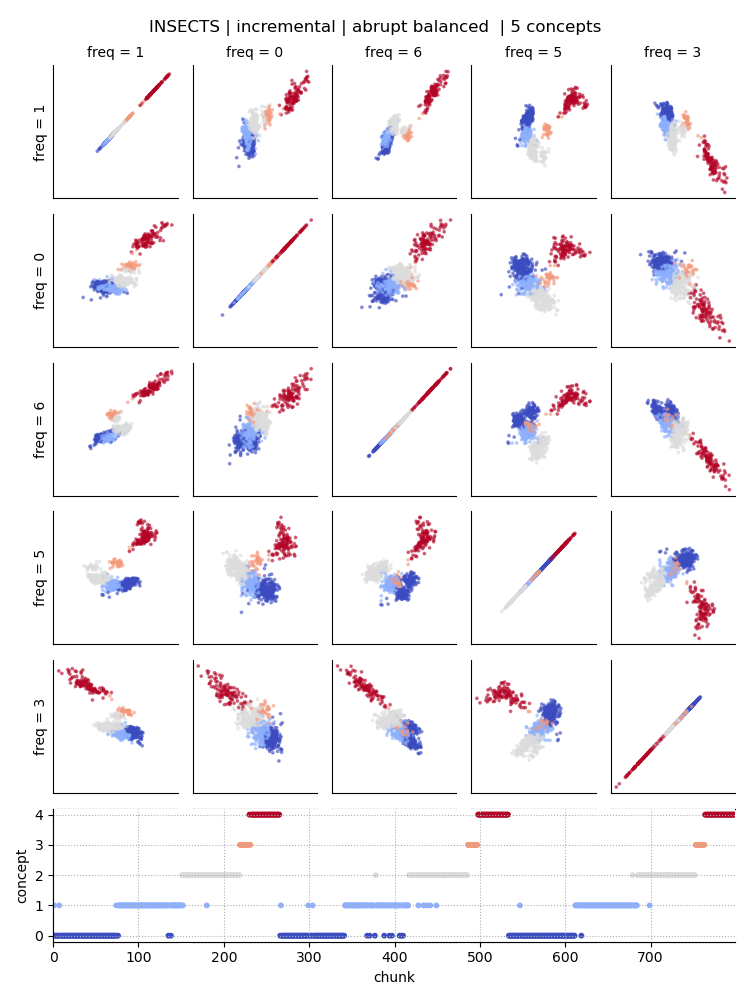 INSECTS | incremental | abrupt balanced | 5 concepts
freq = 1 freq = 0 freq = 6 freq = 5 freq = 3
freq = 1
freq = 0
freq = 6
freq = 5
freq = 3
4
3
2
1
0
concept
0 100 200 300 400 500 600 700
chunk